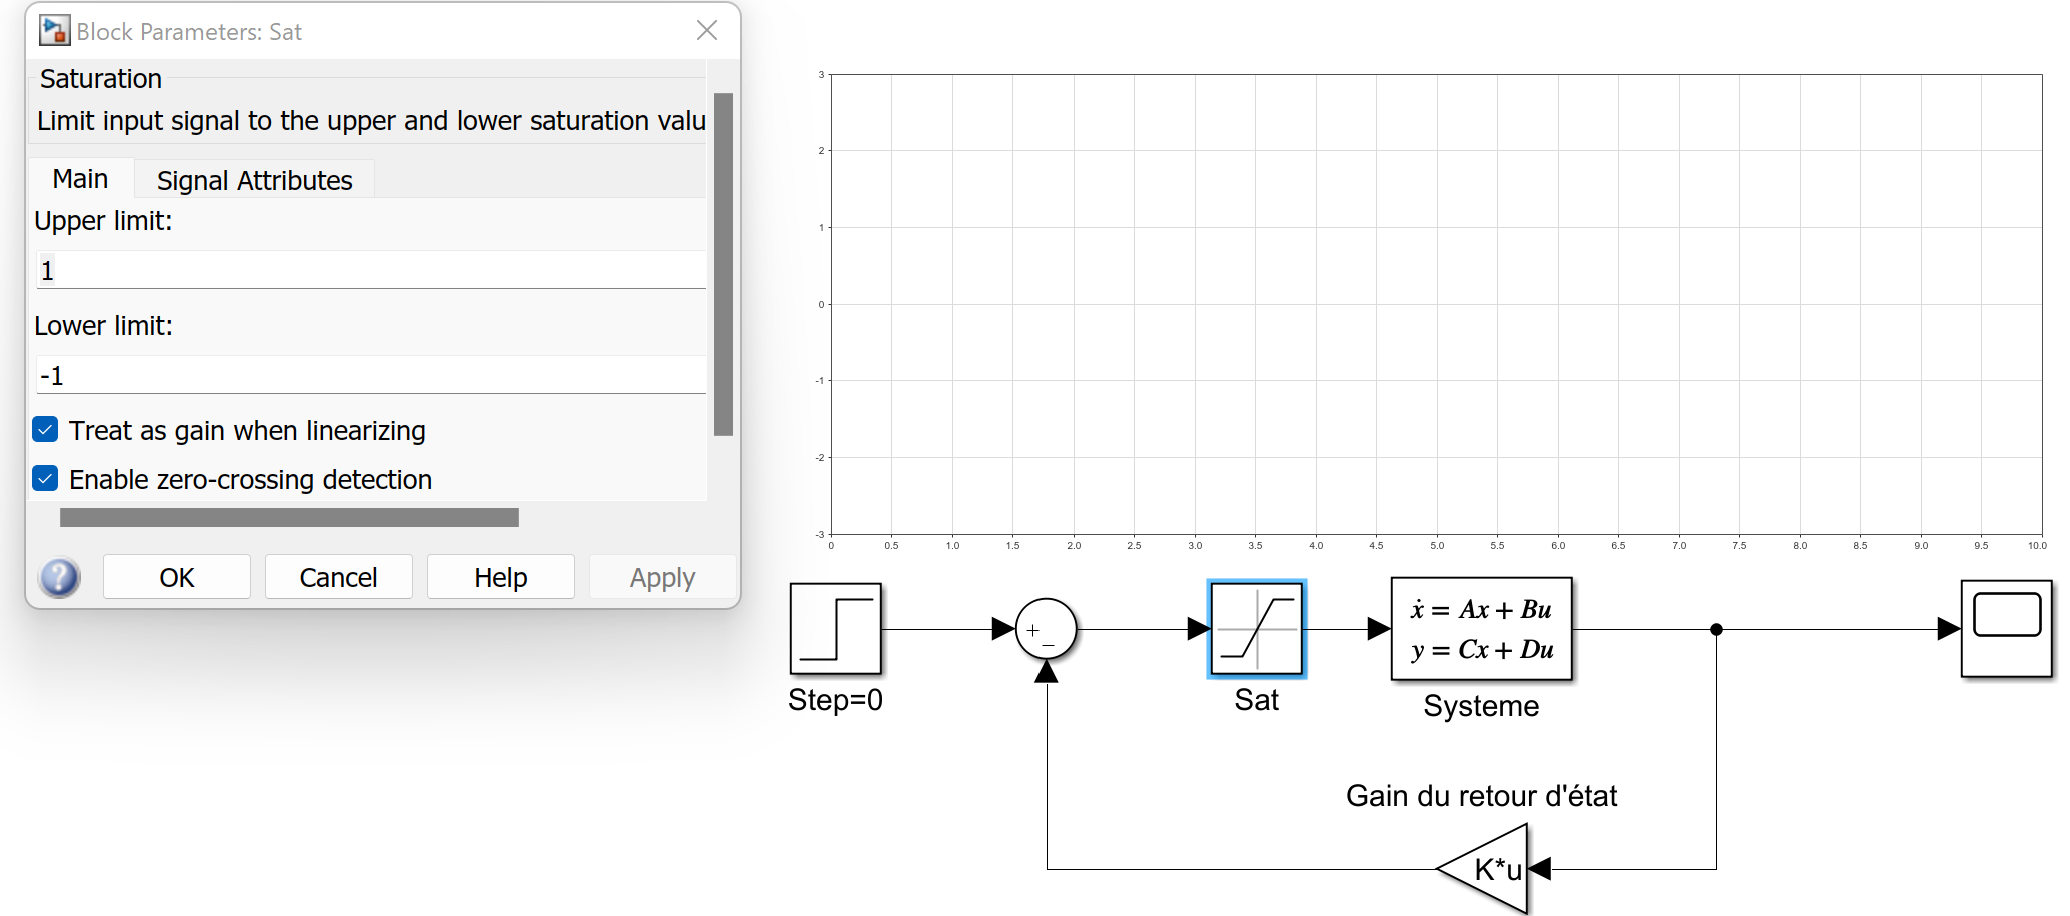 Block Parameters: Sat
Saturation
Limit input signal to the upper and lower saturation valu
Main
Signal Attributes
Upper limit:
1
Lower limit:
-1
Treat as gain when linearizing
Enable zero-crossing detection
?
OK
Cancel
Help
Apply
3
2
1
0
-1
-2
-3
0 0.5 1.0 1.5 2.0 2.5 3.0 3.5 4.0 4.5 5.0 5.5 6.0 6.5 7.0 7.5 8.0 8.5 9.0 9.5 10.0
+
−
ẋ = Ax + Bu
y = Cx + Du
Step=0
Sat
Systeme
Gain du retour d'état
K*u